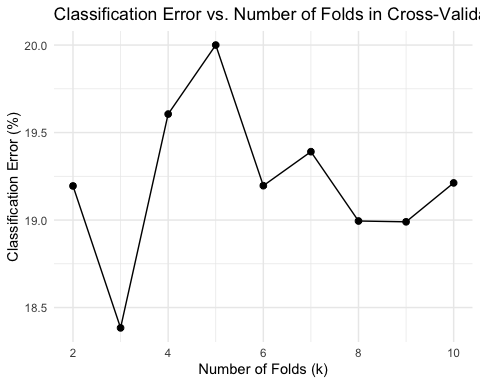 Classification Error vs. Number of Folds in Cross-Valida
20.0
19.5
19.0
18.5
Classification Error (%)
2 4 6 8 10
Number of Folds (k)